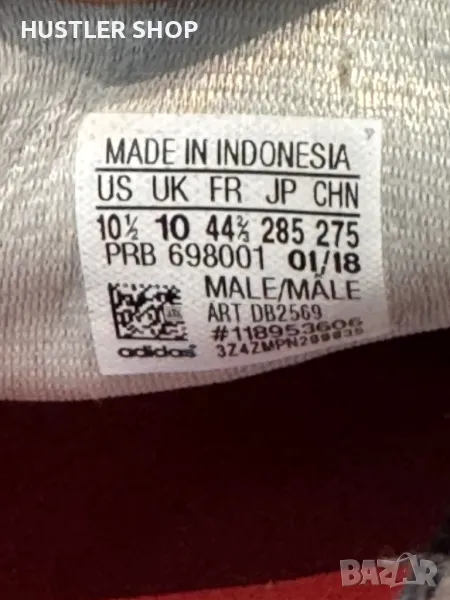 HUSTLER SHOP
MADE IN INDONESIA
US UK FR JP CHN
10½ 10 44⅔ 285 275
PRB 698001 01/18
MALE/MÂLE
ART DB2569
#118953606
adidas
BAZAR